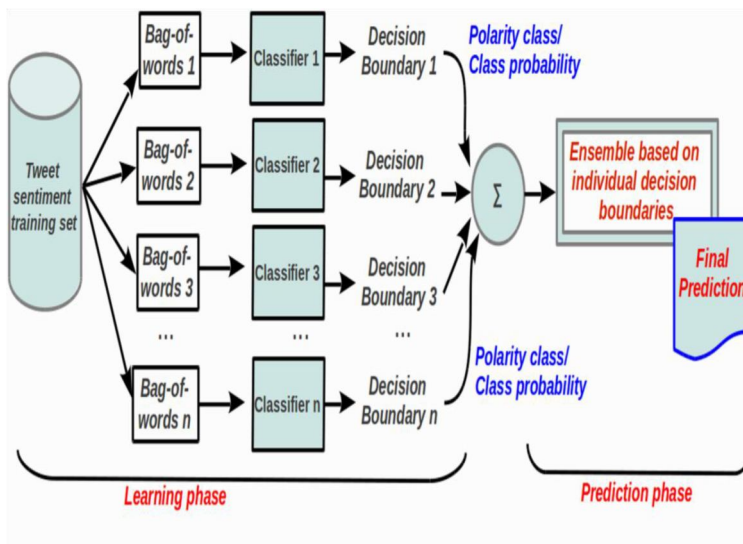 Tweet
sentiment
training set
Bag-of-
words 1
Classifier 1
Decision
Boundary 1
Polarity class/
Class probability
Bag-of-
words 2
Classifier 2
Decision
Boundary 2
Bag-of-
words 3
Classifier 3
Decision
Boundary 3
...
...
...
Bag-of-
words n
Classifier n
Decision
Boundary n
Polarity class/
Class probability
Σ
Ensemble based on
individual decision
boundaries
Final
Prediction
Learning phase
Prediction phase